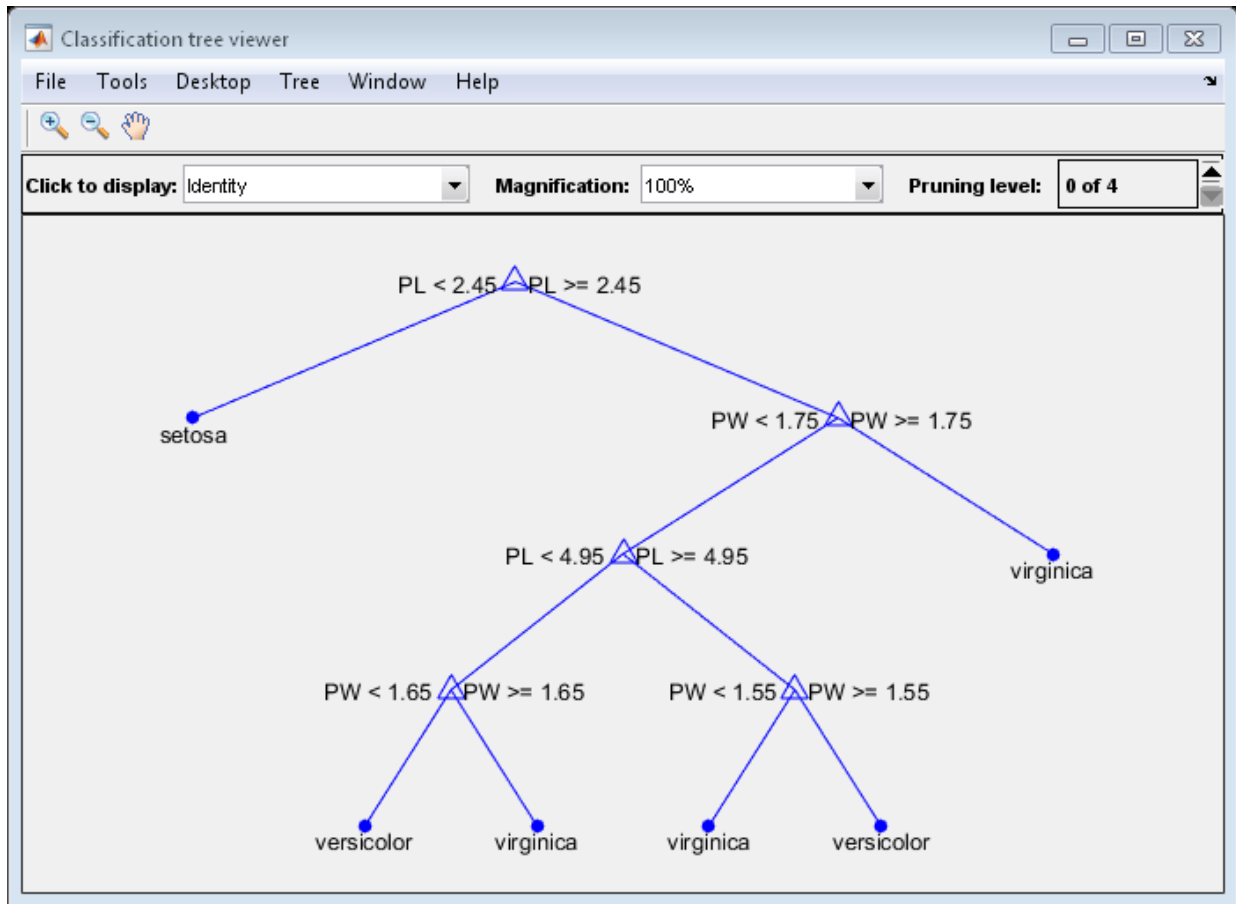 Classification tree viewer
File Tools Desktop Tree Window Help
Click to display: Identity Magnification: 100% Pruning level: 0 of 4
PL < 2.45 PL >= 2.45
setosa
PW < 1.75 PW >= 1.75
PL < 4.95 PL >= 4.95
virginica
PW < 1.65 PW >= 1.65 PW < 1.55 PW >= 1.55
versicolor virginica virginica versicolor